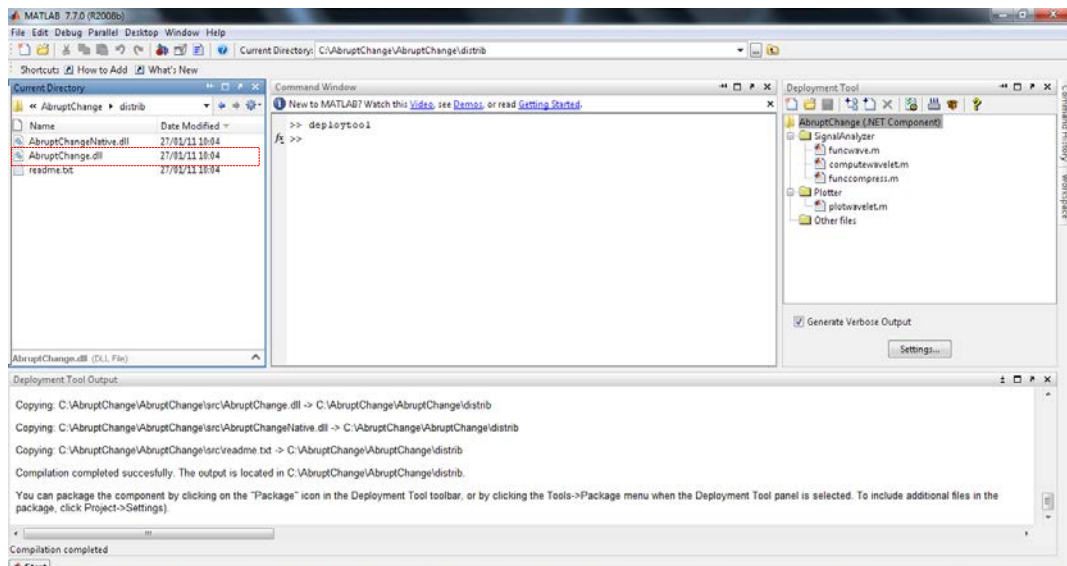 MATLAB 7.7.0 (R2008b)
File Edit Debug Parallel Desktop Window Help
Current Directory: C:\AbruptChange\AbruptChange\distrib
Shortcuts How to Add What's New
Current Directory
« AbruptChange distrib
Name Date Modified
AbruptChangeNative.dll 27/01/11 10:04
AbruptChange.dll 27/01/11 10:04
readme.txt 27/01/11 10:04
AbruptChange.dll (DLL File)
Command Window
New to MATLAB? Watch this Video, see Demos, or read Getting Started.
>> deploytool
fx >>
Deployment Tool
AbruptChange (.NET Component)
SignalAnalyzer
funcwave.m
computewavelet.m
funccompress.m
Plotter
plotwavelet.m
Other files
Generate Verbose Output
Settings...
Command History
Workspace
Deployment Tool Output
Copying: C:\AbruptChange\AbruptChange\src\AbruptChange.dll -> C:\AbruptChange\AbruptChange\distrib
Copying: C:\AbruptChange\AbruptChange\src\AbruptChangeNative.dll -> C:\AbruptChange\AbruptChange\distrib
Copying: C:\AbruptChange\AbruptChange\src\readme.txt -> C:\AbruptChange\AbruptChange\distrib
Compilation completed succesfully. The output is located in C:\AbruptChange\AbruptChange\distrib.
You can package the component by clicking on the "Package" icon in the Deployment Tool toolbar, or by clicking the Tools->Package menu when the Deployment Tool panel is selected. To include additional files in the
package, click Project->Settings).
Compilation completed
Start